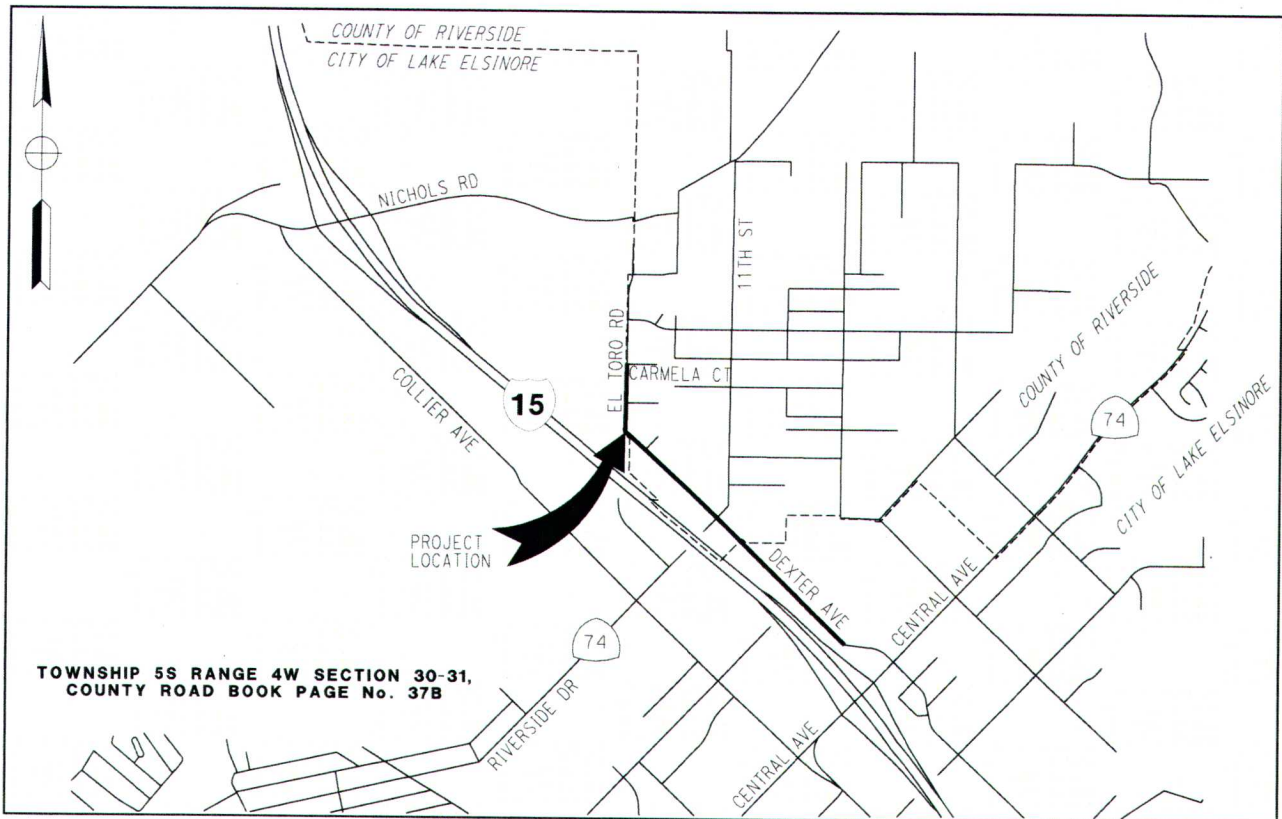 COUNTY OF RIVERSIDE
CITY OF LAKE ELSINORE
NICHOLS RD
11TH ST
COUNTY OF RIVERSIDE
EL TORO RD
CARMELA CT
COLLIER AVE
15
74
CITY OF LAKE ELSINORE
PROJECT
LOCATION
DEXTER AVE
CENTRAL AVE
74
TOWNSHIP 5S RANGE 4W SECTION 30-31,
COUNTY ROAD BOOK PAGE No. 37B
RIVERSIDE DR
CENTRAL AVE